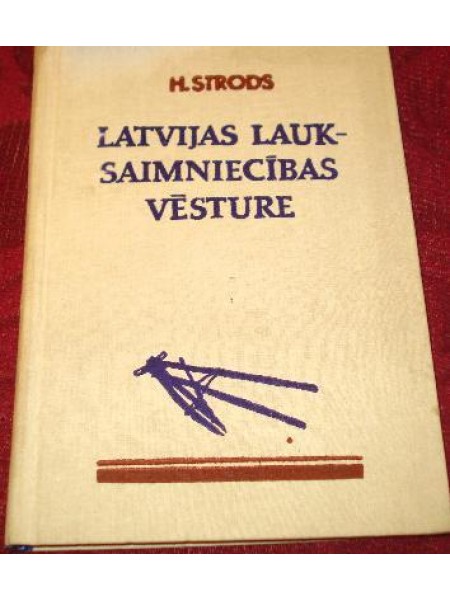 H. STRODS
LATVIJAS LAUK-
SAIMNIECĪBAS
VĒSTURE